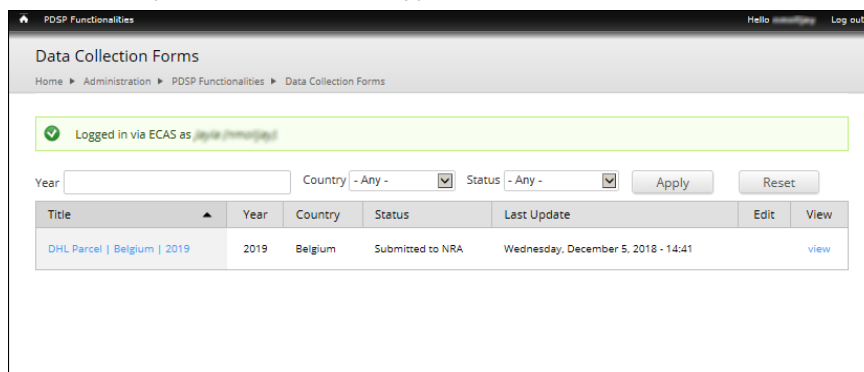 PDSP Functionalities Hello Log out
Data Collection Forms
Home ▶ Administration ▶ PDSP Functionalities ▶ Data Collection Forms
Logged in via ECAS as
Year Country - Any - Status - Any - Apply Reset
Title Year Country Status Last Update Edit View
DHL Parcel | Belgium | 2019 2019 Belgium Submitted to NRA Wednesday, December 5, 2018 - 14:41 view